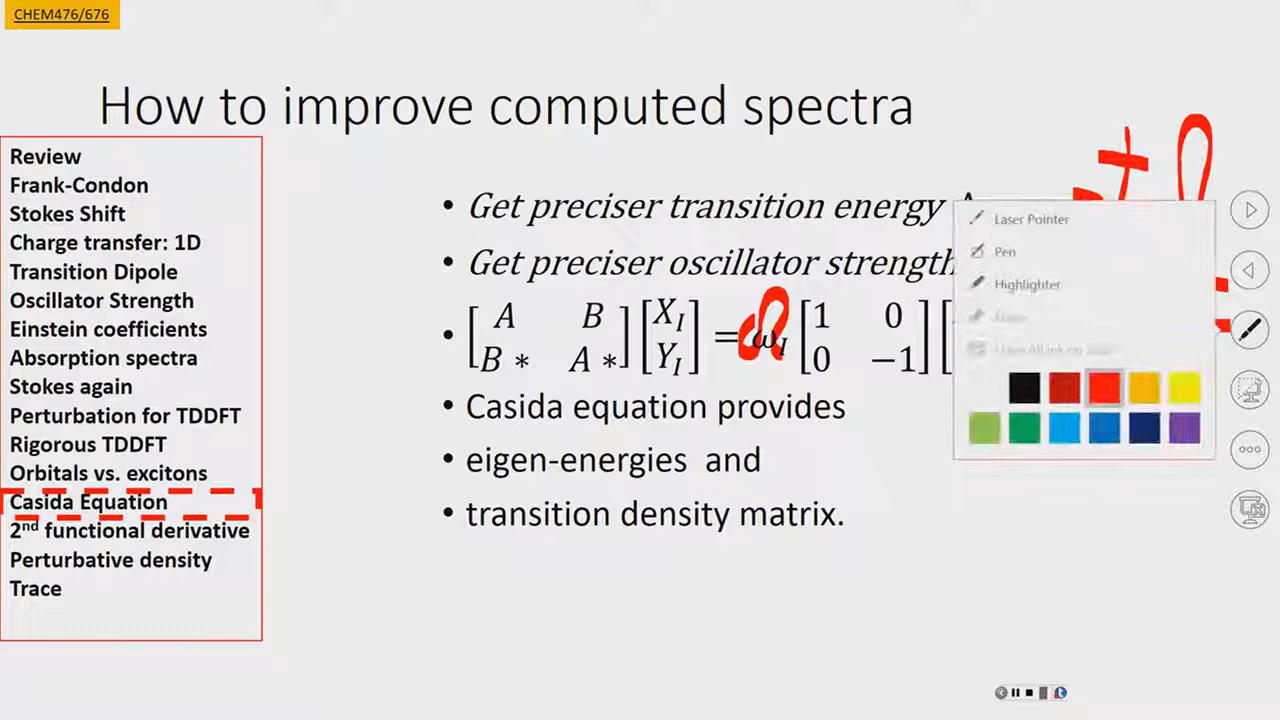 CHEM476/676
How to improve computed spectra
Review
Frank-Condon
Stokes Shift
Charge transfer: 1D
Transition Dipole
Oscillator Strength
Einstein coefficients
Absorption spectra
Stokes again
Perturbation for TDDFT
Rigorous TDDFT
Orbitals vs. excitons
Casida Equation
2nd functional derivative
Perturbative density
Trace
• Get preciser transition energy
• Get preciser oscillator strength
• [A B B* A*] [X_I Y_I] = ω_I [1 0 0 −1] [
• Casida equation provides
• eigen-energies and
• transition density matrix.
Laser Pointer
Pen
Highlighter